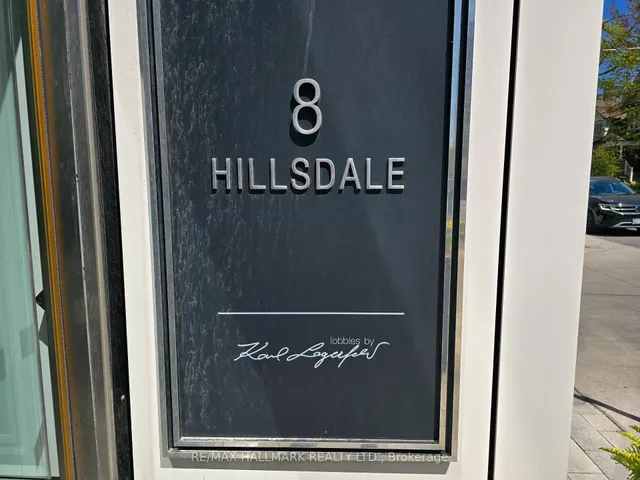 8
HILLSDALE
lobbies by
Karl Lagerfeld
RE/MAX HALLMARK REALTY LTD., Brokerage